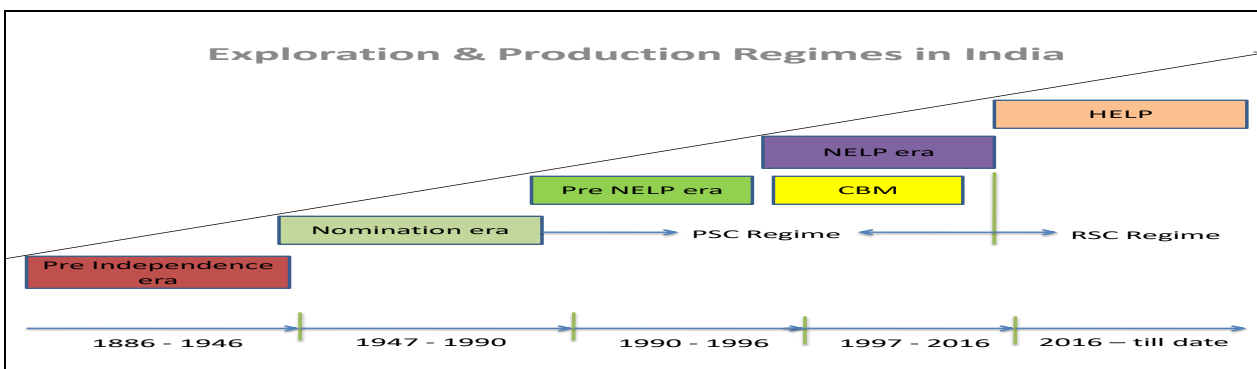 Exploration & Production Regimes in India
HELP
NELP era
Pre NELP era
CBM
Nomination era
PSC Regime
RSC Regime
Pre Independence
era
1886 - 1946
1947 - 1990
1990 - 1996
1997 - 2016
2016 – till date